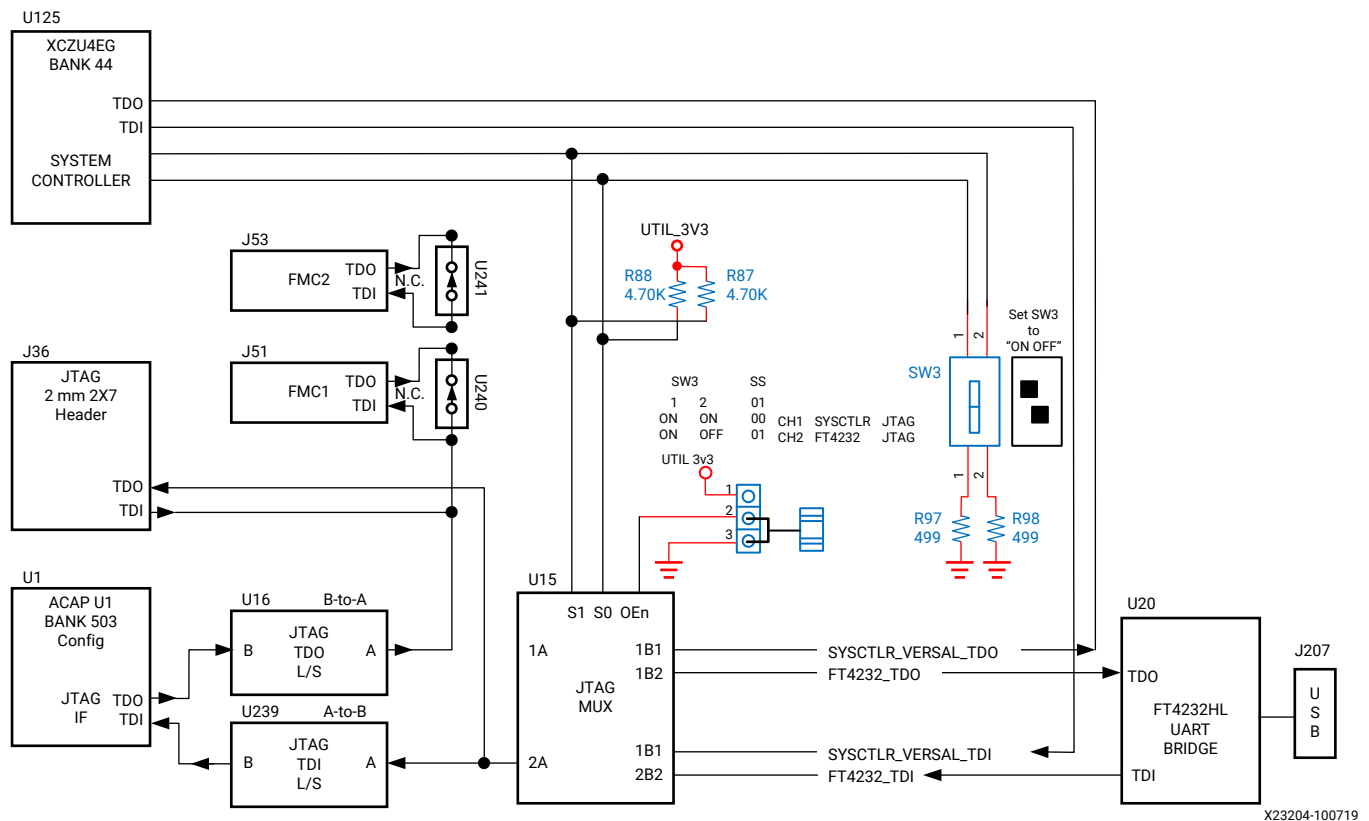 U125
XCZU4EG
BANK 44
TDO
TDI
SYSTEM
CONTROLLER
J53
FMC2
TDO
TDI
N.C.
U241
J51
FMC1
TDO
TDI
N.C.
U240
J36
JTAG
2 mm 2X7
Header
TDO
TDI
U1
ACAP U1
BANK 503
Config
JTAG
IF
TDO
TDI
U16 B-to-A
B
JTAG
TDO
L/S
A
U239 A-to-B
B
JTAG
TDI
L/S
A
UTIL_3V3
R88
4.70K
R87
4.70K
SW3 SS
1 2 01
ON ON 00 CH1 SYSCTLR JTAG
ON OFF 01 CH2 FT4232 JTAG
UTIL 3v3
1
2
3
1
2
SW3
Set SW3
to
"ON OFF"
1
2
R97
499
R98
499
U15
S1 S0 OEn
1A
2A
JTAG
MUX
1B1
1B2
1B1
2B2
SYSCTLR_VERSAL_TDO
FT4232_TDO
SYSCTLR_VERSAL_TDI
FT4232_TDI
U20
TDO
FT4232HL
UART
BRIDGE
TDI
J207
USB
X23204-100719